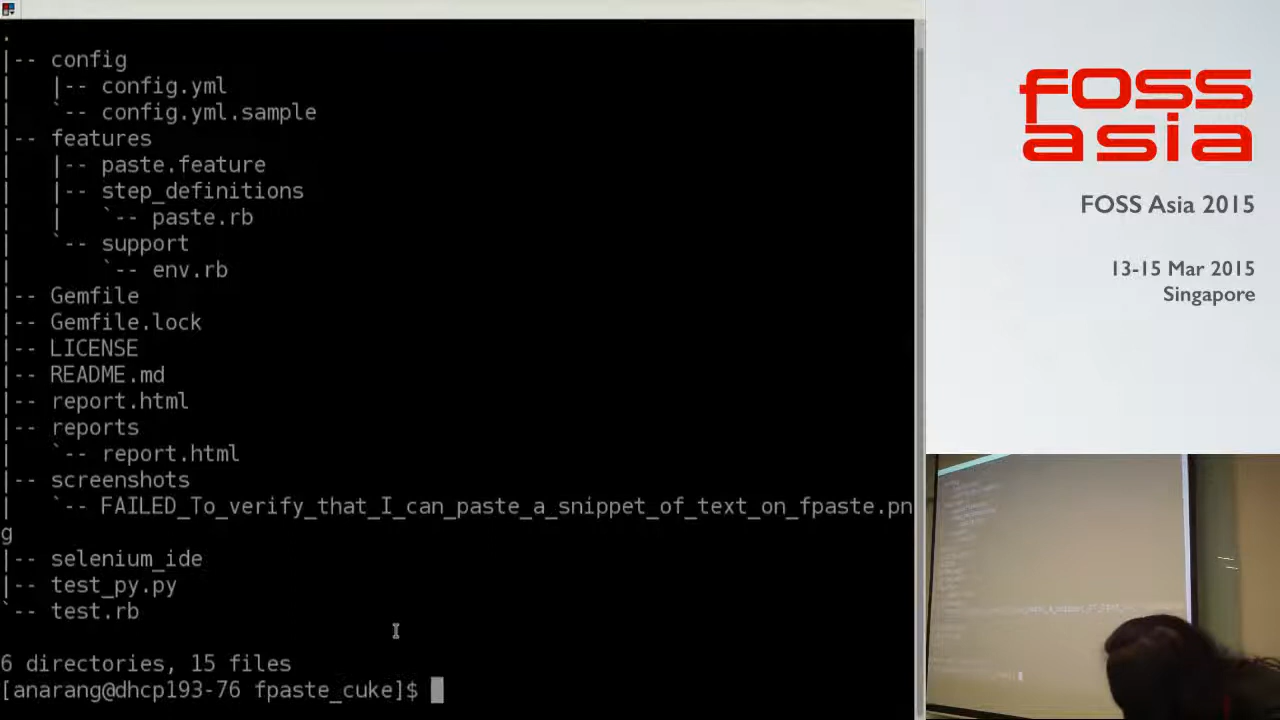 .
|-- config
|   |-- config.yml
|   `-- config.yml.sample
|-- features
|   |-- paste.feature
|   |-- step_definitions
|   |   `-- paste.rb
|   `-- support
|       `-- env.rb
|-- Gemfile
|-- Gemfile.lock
|-- LICENSE
|-- README.md
|-- report.html
|-- reports
|   `-- report.html
|-- screenshots
|   `-- FAILED_To_verify_that_I_can_paste_a_snippet_of_text_on_fpaste.pn
g
|-- selenium_ide
|-- test_py.py
`-- test.rb
6 directories, 15 files
[anarang@dhcp193-76 fpaste_cuke]$
foss
asia
FOSS Asia 2015
13-15 Mar 2015
Singapore